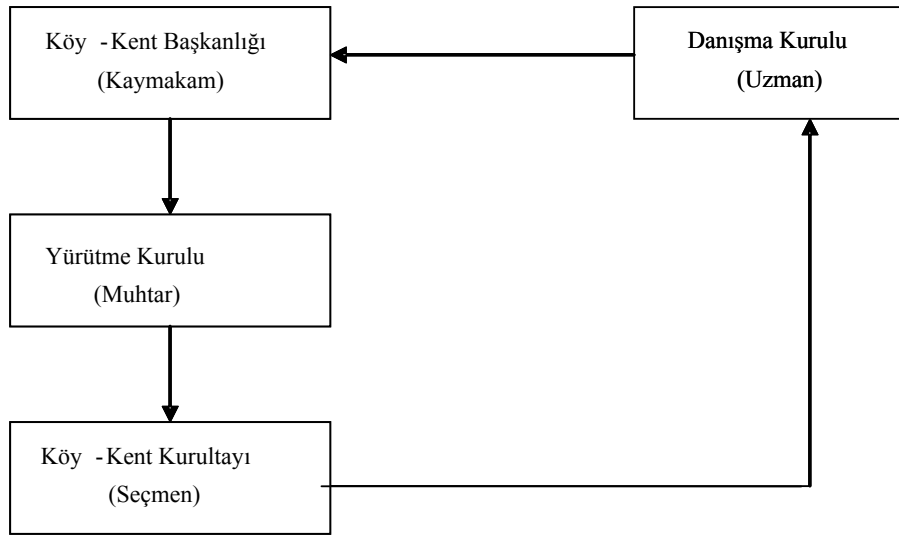 Köy -Kent Başkanlığı
(Kaymakam)
Danışma Kurulu
(Uzman)
Yürütme Kurulu
(Muhtar)
Köy -Kent Kurultayı
(Seçmen)